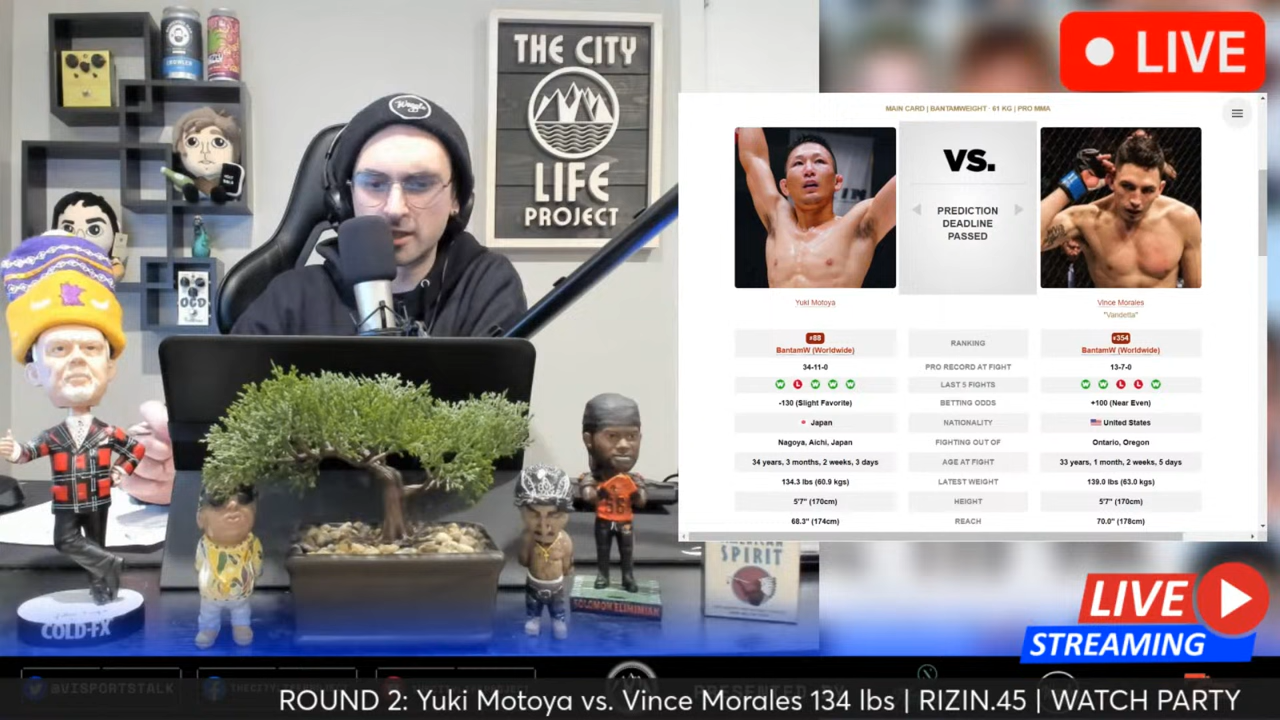 THE CITY
LIFE
PROJECT
LIVE
MAIN CARD | BANTAMWEIGHT · 61 KG | PRO MMA
VS.
PREDICTION
DEADLINE
PASSED
Yuki Motoya
Vince Morales
"Vandetta"
#88
BantamW (Worldwide)
RANKING
#354
BantamW (Worldwide)
34-11-0
PRO RECORD AT FIGHT
13-7-0
W L W W W
LAST 5 FIGHTS
W W L L W
-130 (Slight Favorite)
BETTING ODDS
+100 (Near Even)
Japan
NATIONALITY
United States
Nagoya, Aichi, Japan
FIGHTING OUT OF
Ontario, Oregon
34 years, 3 months, 2 weeks, 3 days
AGE AT FIGHT
33 years, 1 month, 2 weeks, 5 days
134.3 lbs (60.9 kgs)
LATEST WEIGHT
139.0 lbs (63.0 kgs)
5'7" (170cm)
HEIGHT
5'7" (170cm)
68.3" (174cm)
REACH
70.0" (178cm)
OCD
SPIRIT
SOLOMON ELIMIMIAN
COLD-FX
LIVE
STREAMING
@VISPORTSTALK
ROUND 2: Yuki Motoya vs. Vince Morales 134 lbs | RIZIN.45 | WATCH PARTY